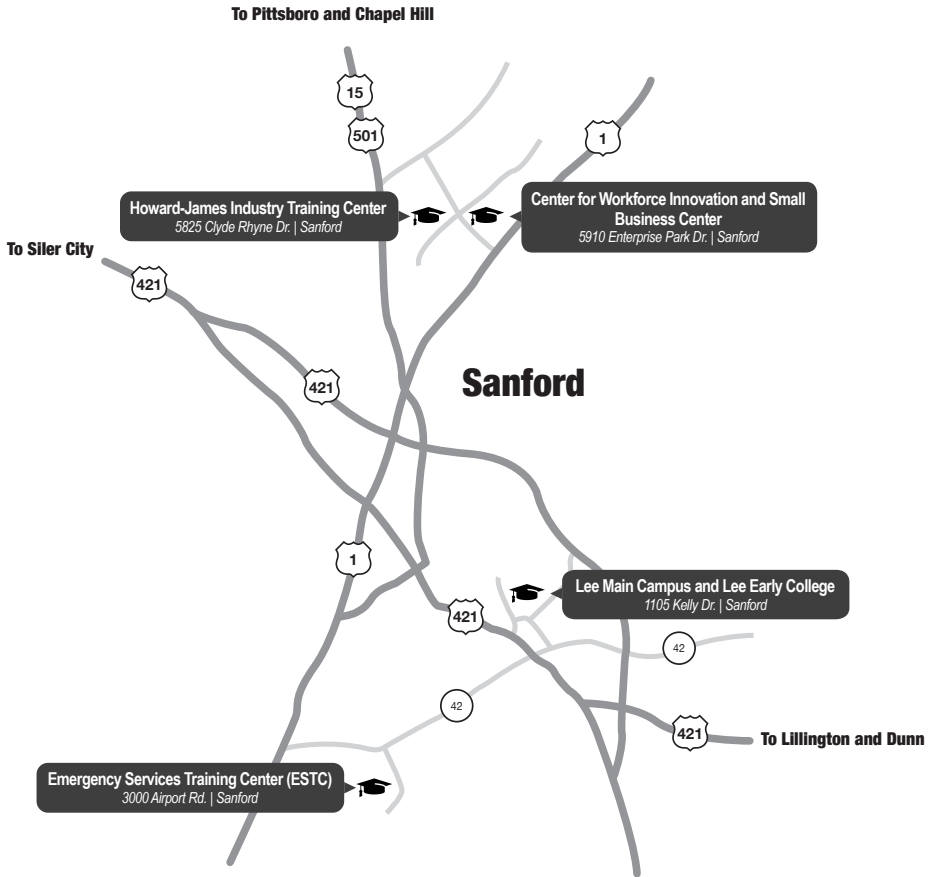 To Pittsboro and Chapel Hill
15
501
1
Howard-James Industry Training Center
5825 Clyde Rhyne Dr. | Sanford
Center for Workforce Innovation and Small
Business Center
5910 Enterprise Park Dr. | Sanford
To Siler City
421
421
Sanford
1
Lee Main Campus and Lee Early College
1105 Kelly Dr. | Sanford
421
42
42
421
To Lillington and Dunn
Emergency Services Training Center (ESTC)
3000 Airport Rd. | Sanford